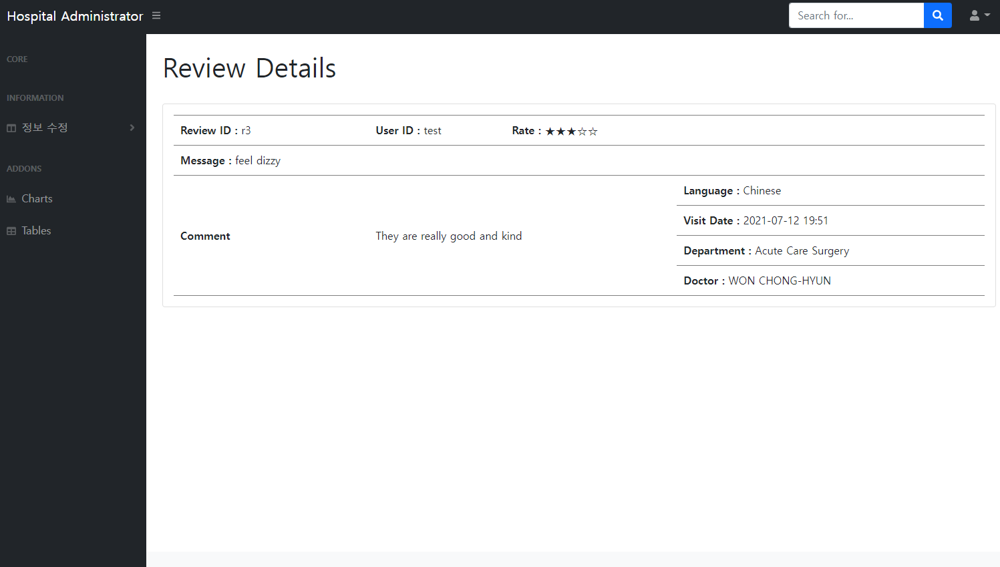 Hospital Administrator
Search for...
CORE
INFORMATION
정보 수정
ADDONS
Charts
Tables
Review Details
Review ID : r3 User ID : test Rate : ★★★☆☆
Message : feel dizzy
Comment
They are really good and kind
Language : Chinese
Visit Date : 2021-07-12 19:51
Department : Acute Care Surgery
Doctor : WON CHONG-HYUN